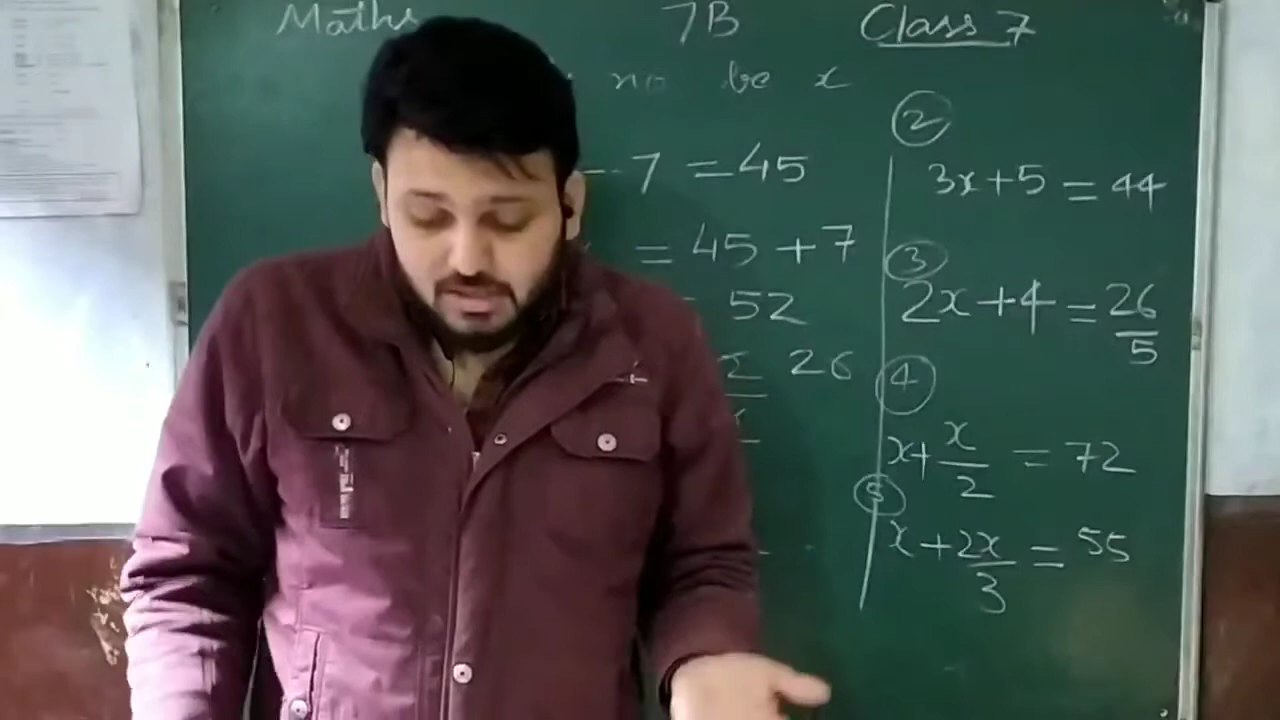 Maths 7B Class 7
no be x
- 7 = 45
= 45 + 7
52
26
2
3x + 5 = 44
3
2x + 4 = 26/5
4
x + x/2 = 72
5
x + 2x/3 = 55